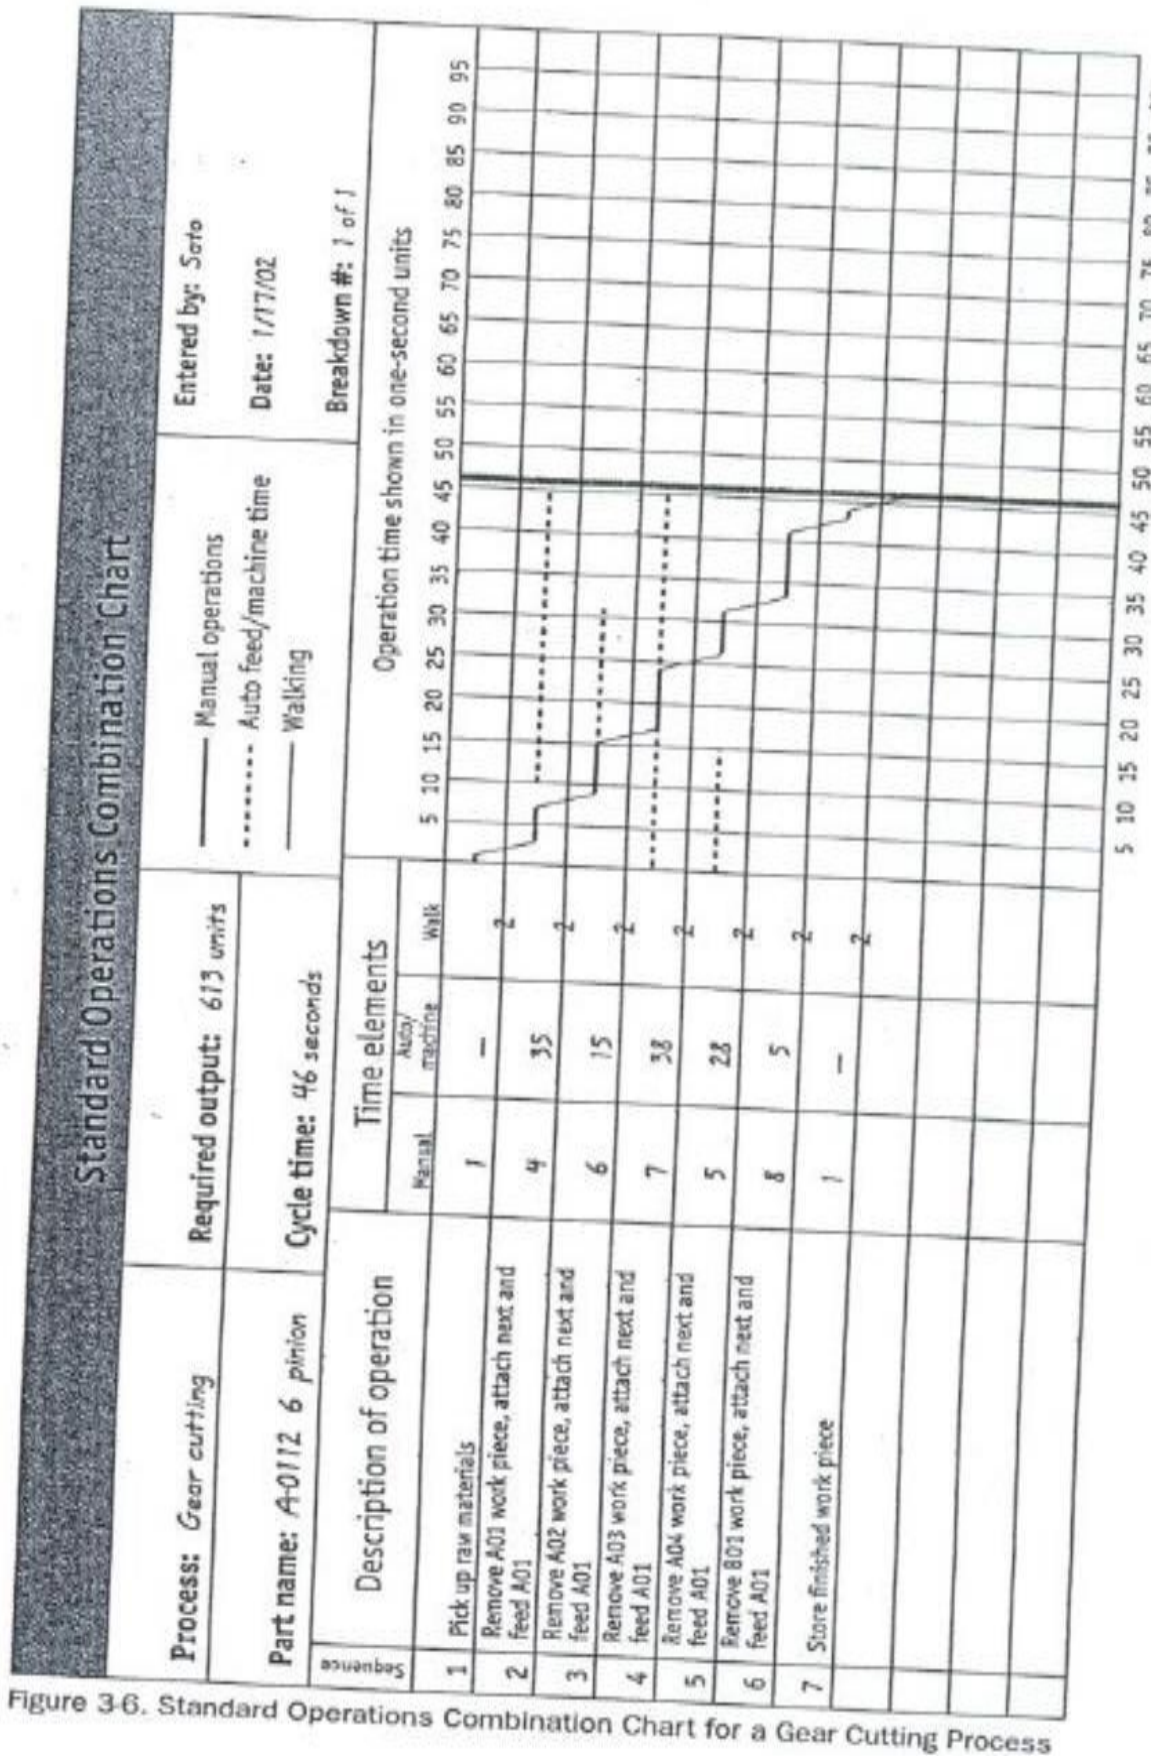 Standard Operations Combination Chart
Process: Gear cutting
Required output: 613 units
Manual operations
Auto feed/machine time
Walking
Entered by: Sato
Date: 1/17/02
Part name: A-0112 6 pinion
Cycle time: 46 seconds
Breakdown #: 1 of 1
Sequence
Description of operation
Time elements
Manual
Auto/
machine
Walk
Operation time shown in one-second units
5 10 15 20 25 30 35 40 45 50 55 60 65 70 75 80 85 90 95
1 Pick up raw materials 1 — 2
2 Remove A01 work piece, attach next and
feed A01 4 35 2
3 Remove A02 work piece, attach next and
feed A01 6 15 2
4 Remove A03 work piece, attach next and
feed A01 7 38 2
5 Remove A04 work piece, attach next and
feed A01 5 28 2
6 Remove B01 work piece, attach next and
feed A01 8 5 2
7 Store finished work piece 1 — 2
5 10 15 20 25 30 35 40 45 50 55 60 65 70 75
Figure 3-6. Standard Operations Combination Chart for a Gear Cutting Process